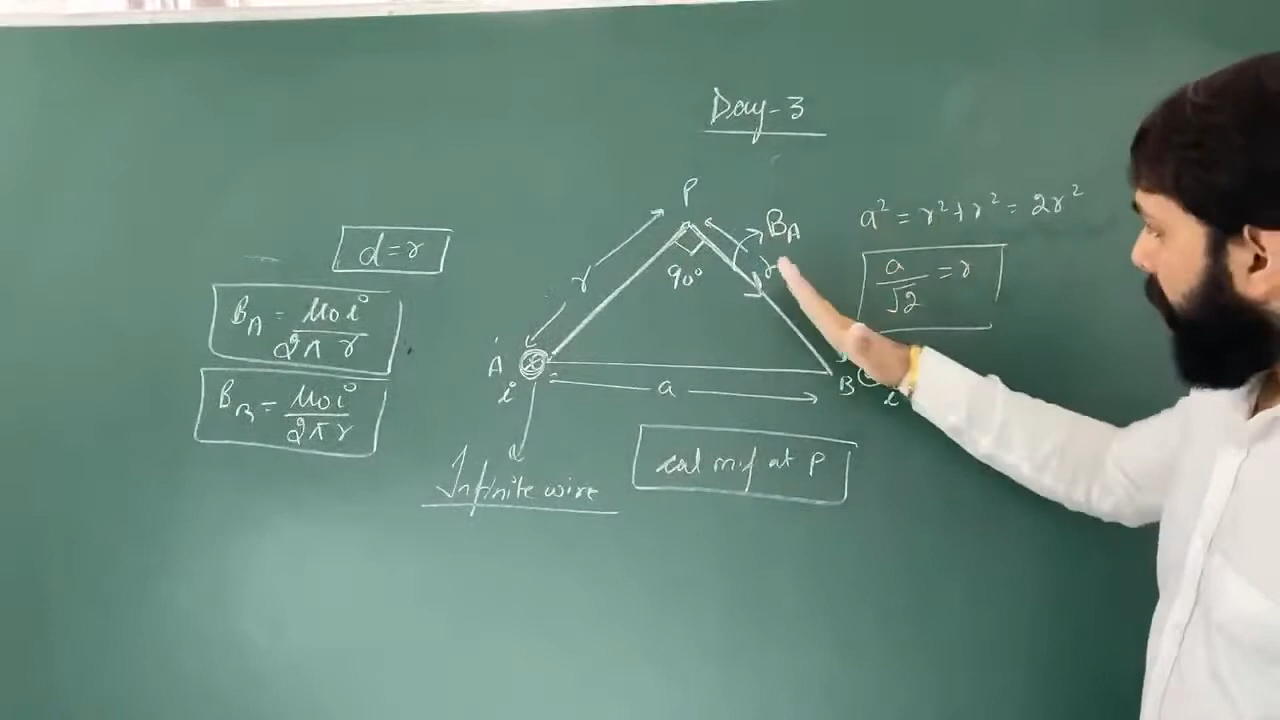 Day-3
P
a² = r² + r² = 2r²
B_A
d = r
r
90°
r
a/√2 = r
B_A = μ₀i/2πr
A
i
a
B
i
B_B = μ₀i/2πr
cal mif at P
Infinite wire